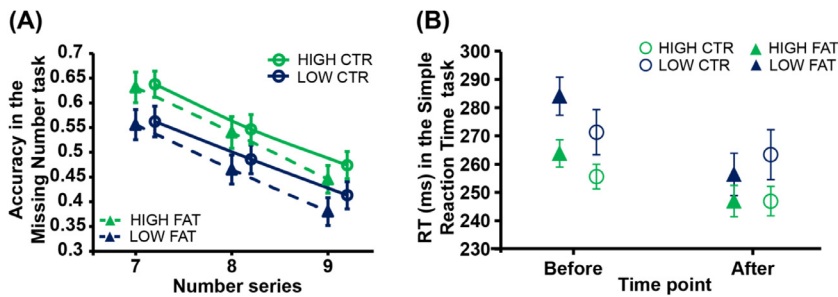 (A)
Accuracy in the
Missing Number task
0.7
0.65
0.6
0.55
0.5
0.45
0.4
0.35
0.3
HIGH CTR
LOW CTR
HIGH FAT
LOW FAT
7 8 9
Number series
(B)
RT (ms) in the Simple
Reaction Time task
300
290
280
270
260
250
240
230
HIGH CTR HIGH FAT
LOW CTR LOW FAT
Before After
Time point